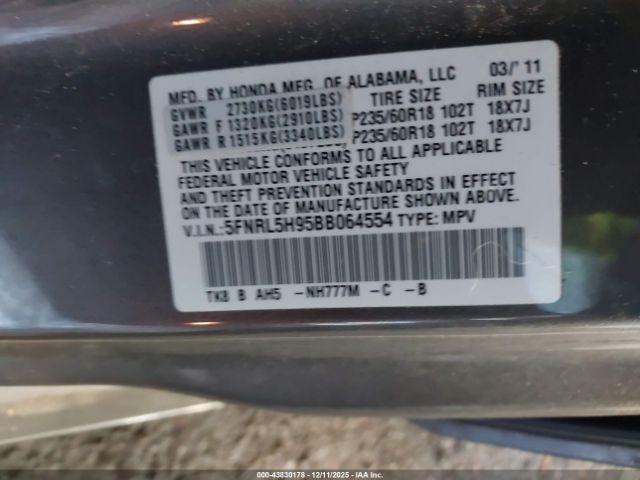 MFD. BY HONDA MFG. OF ALABAMA, LLC 03/'11
GVWR 2730KG(6019LBS) TIRE SIZE RIM SIZE
GAWR F 1320KG(2910LBS) P235/60R18 102T 18X7J
GAWR R 1515KG(3340LBS) P235/60R18 102T 18X7J
THIS VEHICLE CONFORMS TO ALL APPLICABLE
FEDERAL MOTOR VEHICLE SAFETY
AND THEFT PREVENTION STANDARDS IN EFFECT
ON THE DATE OF MANUFACTURE SHOWN ABOVE.
V.I.N.: 5FNRL5H95BB064554 TYPE: MPV
TK8 B AH5 -NH777M -C -B
000-43830178 - 12/11/2025 - IAAI.COM